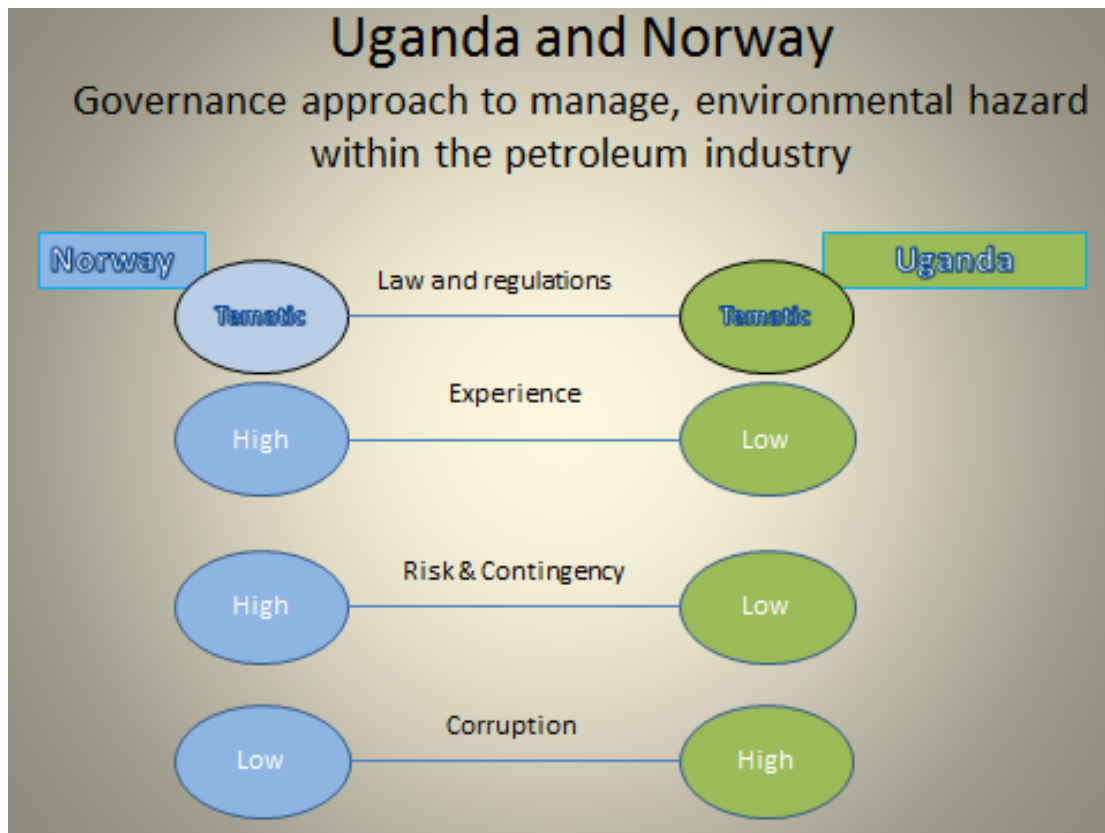 Uganda and Norway
Governance approach to manage, environmental hazard
within the petroleum industry
Norway
Uganda
Law and regulations
Tematic
Tematic
Experience
High
Low
Risk & Contingency
High
Low
Corruption
Low
High